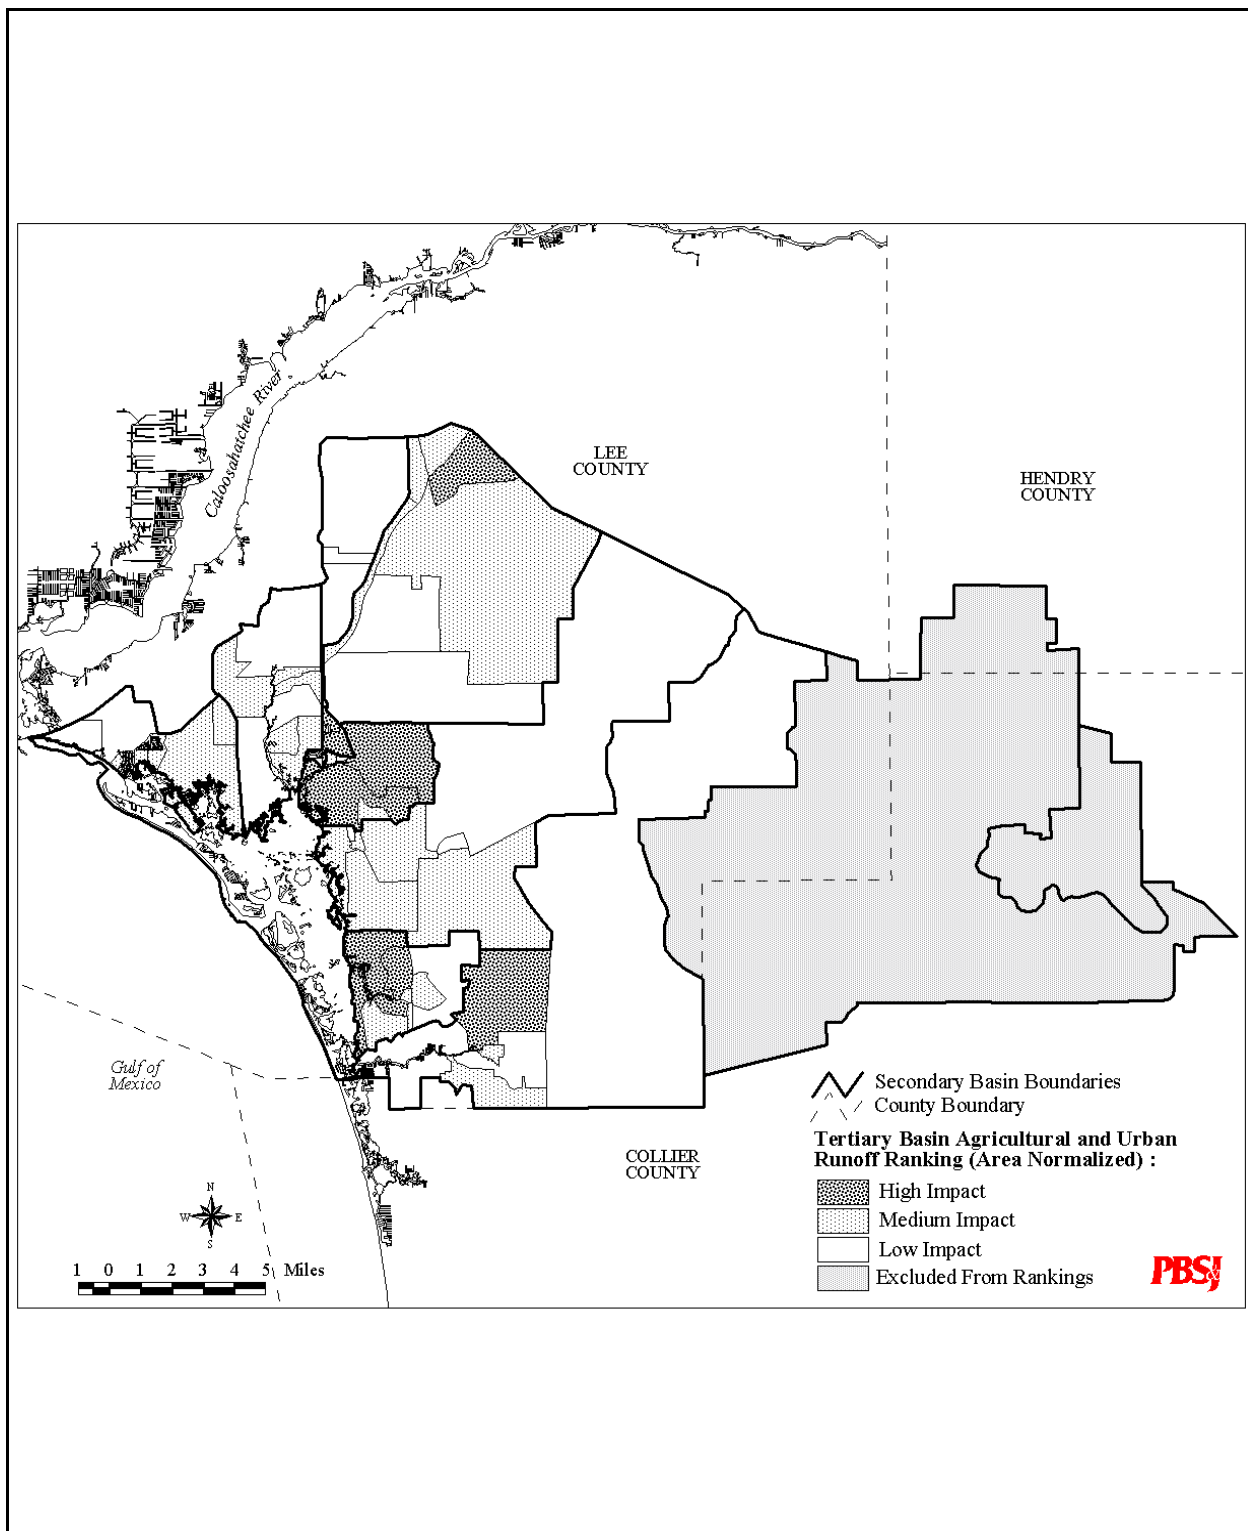 Caloosahatchee River
LEE
COUNTY
HENDRY
COUNTY
Gulf of
Mexico
COLLIER
COUNTY
Secondary Basin Boundaries
County Boundary
Tertiary Basin Agricultural and Urban
Runoff Ranking (Area Normalized) :
High Impact
Medium Impact
Low Impact
Excluded From Rankings
N
W E
S
1 0 1 2 3 4 5 Miles
PBS&J